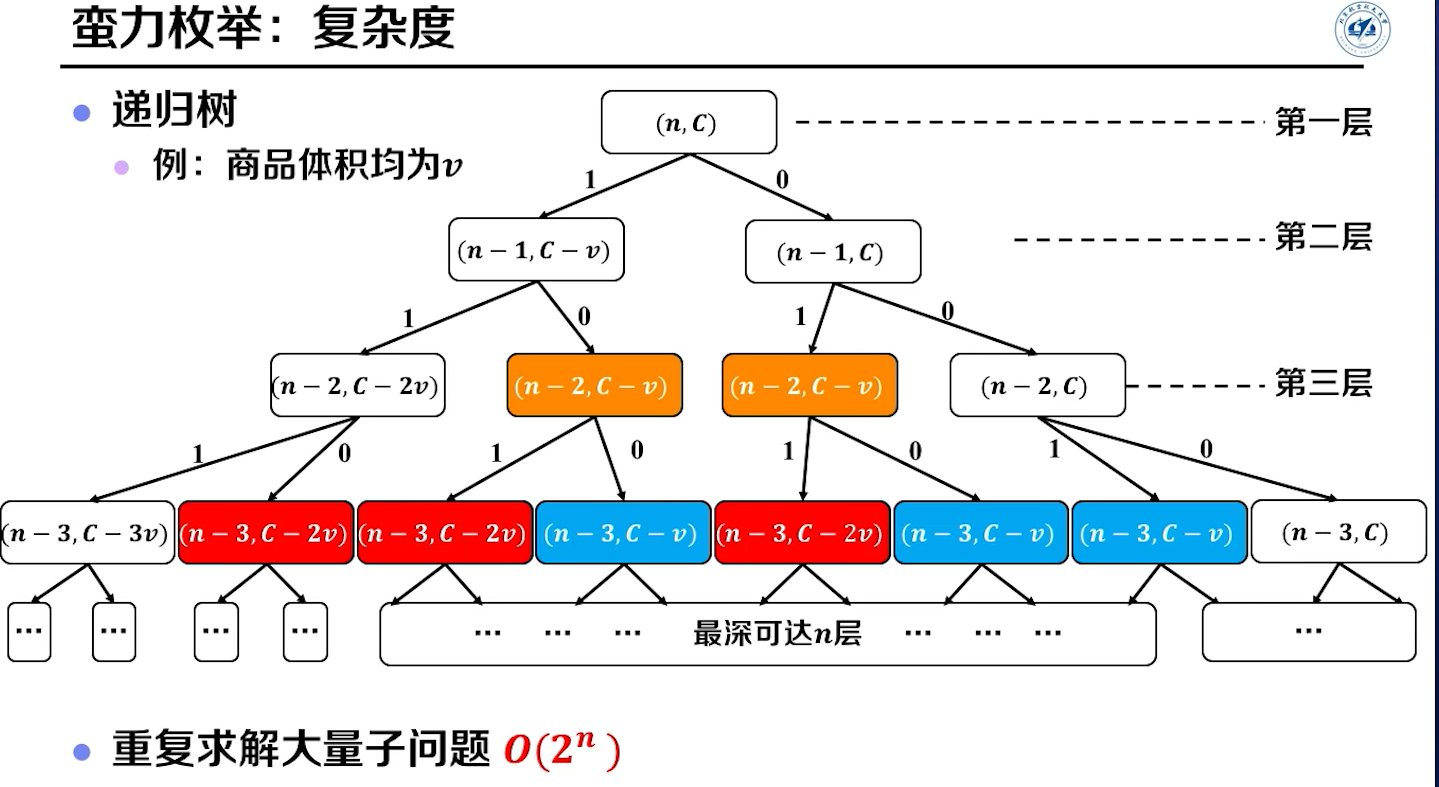 蛮力枚举：复杂度
● 递归树
● 例：商品体积均为v
(n, C)
第一层
1 0
(n − 1, C − v) (n − 1, C)
第二层
1 0 1 0
(n − 2, C − 2v) (n − 2, C − v) (n − 2, C − v) (n − 2, C)
第三层
1 0 1 0 1 0 1 0
(n − 3, C − 3v) (n − 3, C − 2v) (n − 3, C − 2v) (n − 3, C − v) (n − 3, C − 2v) (n − 3, C − v) (n − 3, C − v) (n − 3, C)
… … … … … … … 最深可达n层 … … … …
● 重复求解大量子问题 O(2ⁿ)